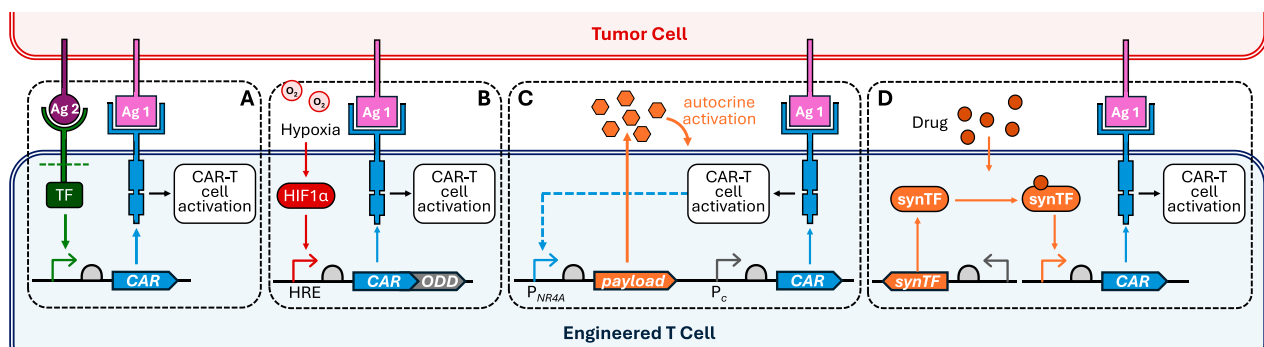 Tumor Cell
A
Ag 2
Ag 1
TF
CAR-T
cell
activation
CAR
B
O₂
O₂
Hypoxia
Ag 1
HIF1α
CAR-T
cell
activation
HRE
CAR
ODD
C
autocrine
activation
Ag 1
CAR-T
cell
activation
P_NR4A
payload
P_c
CAR
D
Drug
Ag 1
synTF
synTF
CAR-T
cell
activation
synTF
CAR
Engineered T Cell